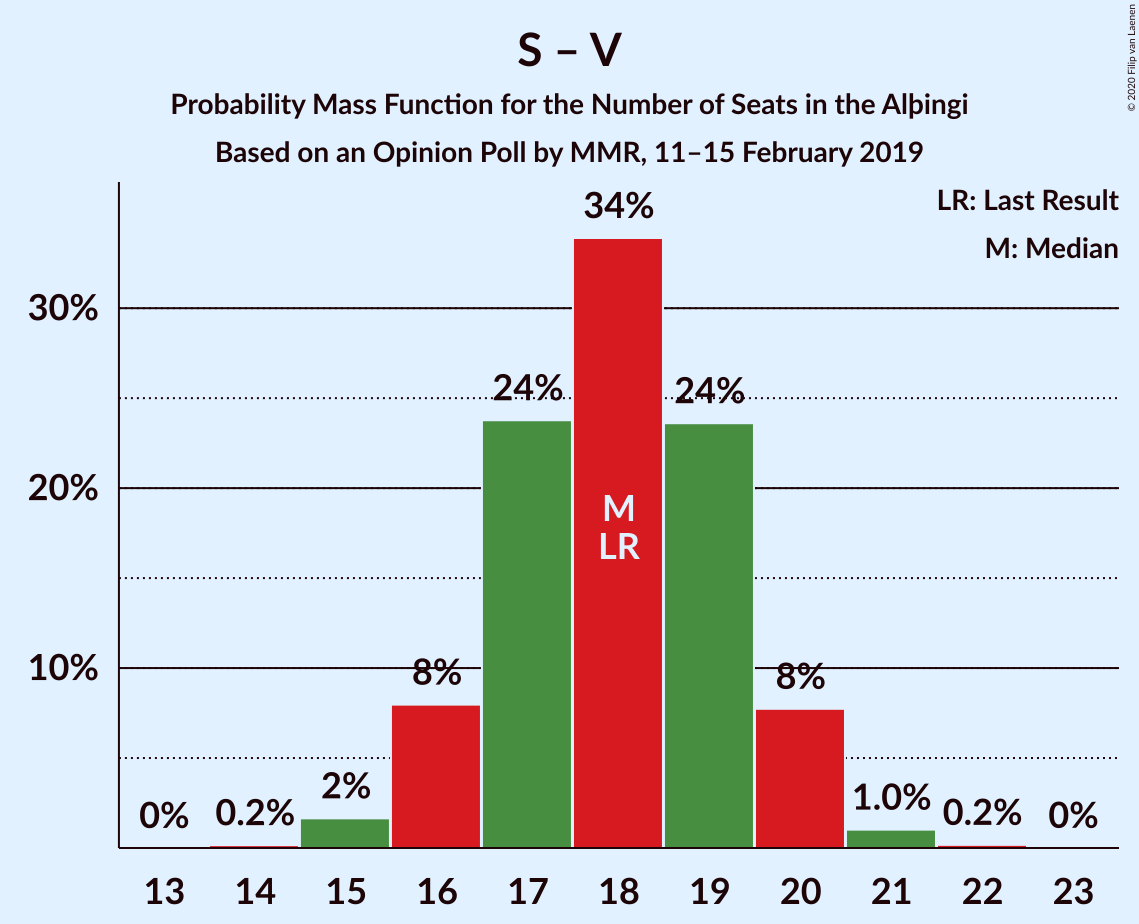 S – V
Probability Mass Function for the Number of Seats in the Alþingi
Based on an Opinion Poll by MMR, 11–15 February 2019
© 2020 Filip van Laenen
LR: Last Result
M: Median
30%
20%
10%
0%
0.2%
2%
8%
24%
34%
24%
8%
1.0%
0.2%
0%
M
LR
13 14 15 16 17 18 19 20 21 22 23